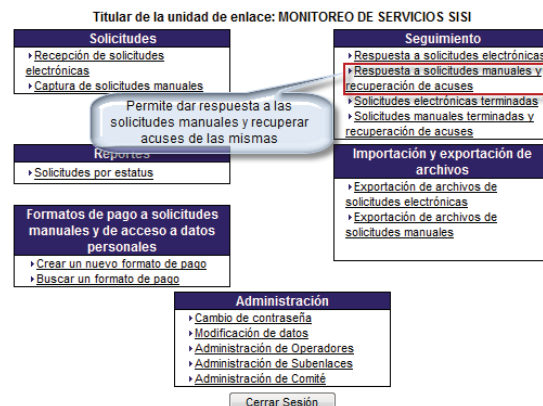 Titular de la unidad de enlace: MONITOREO DE SERVICIOS SISI
Solicitudes
Recepción de solicitudes
electrónicas
Captura de solicitudes manuales
Seguimiento
Respuesta a solicitudes electrónicas
Respuesta a solicitudes manuales y
recuperación de acuses
Solicitudes electrónicas terminadas
Solicitudes manuales terminadas y
recuperación de acuses
Permite dar respuesta a las
solicitudes manuales y recuperar
acuses de las mismas
Reportes
Solicitudes por estatus
Importación y exportación de
archivos
Exportación de archivos de
solicitudes electrónicas
Exportación de archivos de
solicitudes manuales
Formatos de pago a solicitudes
manuales y de acceso a datos
personales
Crear un nuevo formato de pago
Buscar un formato de pago
Administración
Cambio de contraseña
Modificación de datos
Administración de Operadores
Administración de Subenlaces
Administración de Comité
Cerrar Sesión